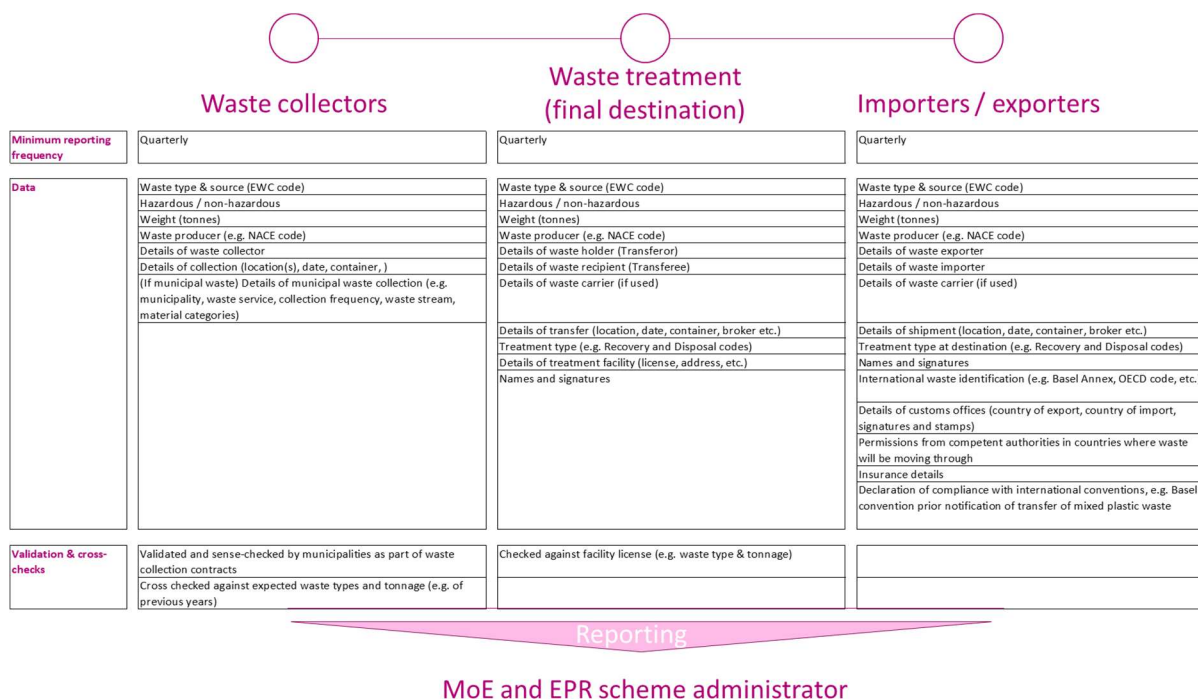 Waste collectors
Waste treatment
(final destination)
Importers / exporters
Minimum reporting
frequency
Quarterly
Quarterly
Quarterly
Data
Waste type & source (EWC code)
Hazardous / non-hazardous
Weight (tonnes)
Waste producer (e.g. NACE code)
Details of waste collector
Details of collection (location(s), date, container, )
(If municipal waste) Details of municipal waste collection (e.g.
municipality, waste service, collection frequency, waste stream,
material categories)
Waste type & source (EWC code)
Hazardous / non-hazardous
Weight (tonnes)
Waste producer (e.g. NACE code)
Details of waste holder (Transferor)
Details of waste recipient (Transferee)
Details of waste carrier (if used)
Details of transfer (location, date, container, broker etc.)
Treatment type (e.g. Recovery and Disposal codes)
Details of treatment facility (license, address, etc.)
Names and signatures
Waste type & source (EWC code)
Hazardous / non-hazardous
Weight (tonnes)
Waste producer (e.g. NACE code)
Details of waste exporter
Details of waste importer
Details of waste carrier (if used)
Details of shipment (location, date, container, broker etc.)
Treatment type at destination (e.g. Recovery and Disposal codes)
Names and signatures
International waste identification (e.g. Basel Annex, OECD code, etc.
Details of customs offices (country of export, country of import,
signatures and stamps)
Permissions from competent authorities in countries where waste
will be moving through
Insurance details
Declaration of compliance with international conventions, e.g. Basel
convention prior notification of transfer of mixed plastic waste
Validation & cross-
checks
Validated and sense-checked by municipalities as part of waste
collection contracts
Cross checked against expected waste types and tonnage (e.g. of
previous years)
Checked against facility license (e.g. waste type & tonnage)
Reporting
MoE and EPR scheme administrator